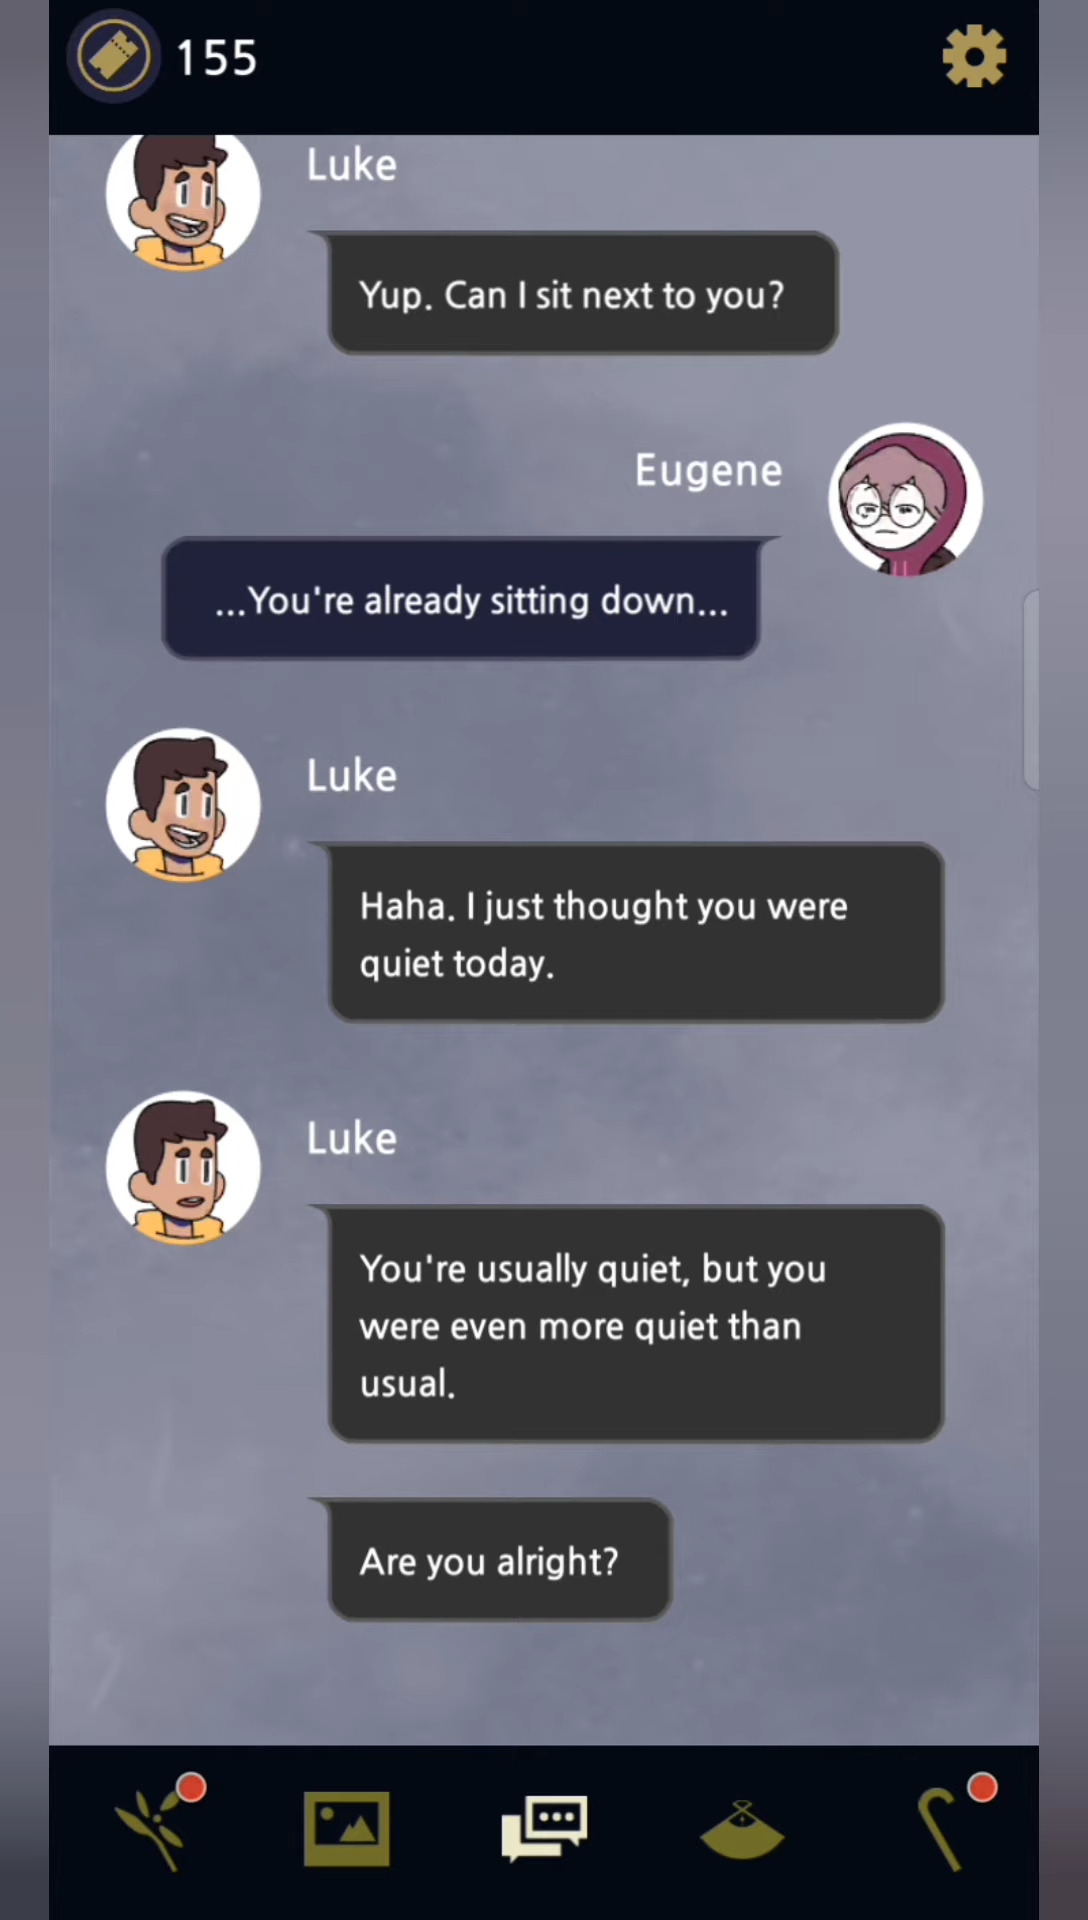 155
Luke
Yup. Can I sit next to you?
Eugene
...You're already sitting down...
Luke
Haha. I just thought you were
quiet today.
Luke
You're usually quiet, but you
were even more quiet than
usual.
Are you alright?